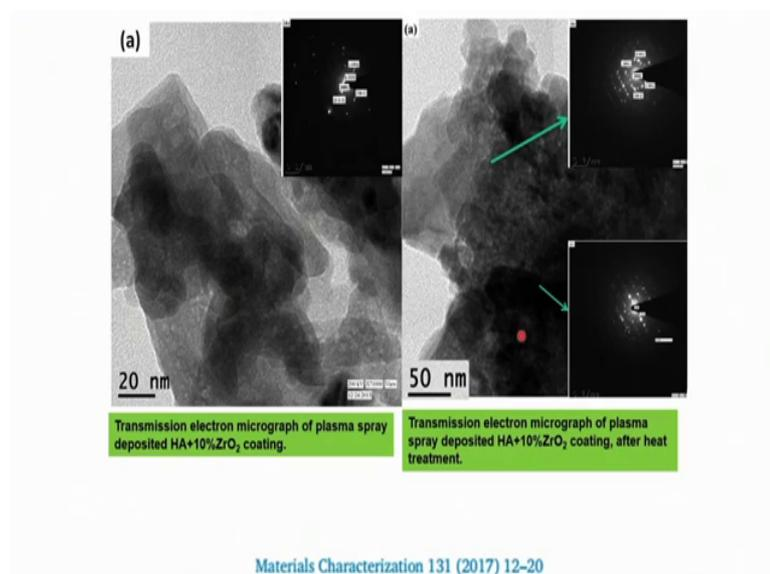 (a)
(a)
20 nm
50 nm
Transmission electron micrograph of plasma spray
deposited HA+10%ZrO₂ coating.
Transmission electron micrograph of plasma
spray deposited HA+10%ZrO₂ coating, after heat
treatment.
Materials Characterization 131 (2017) 12–20